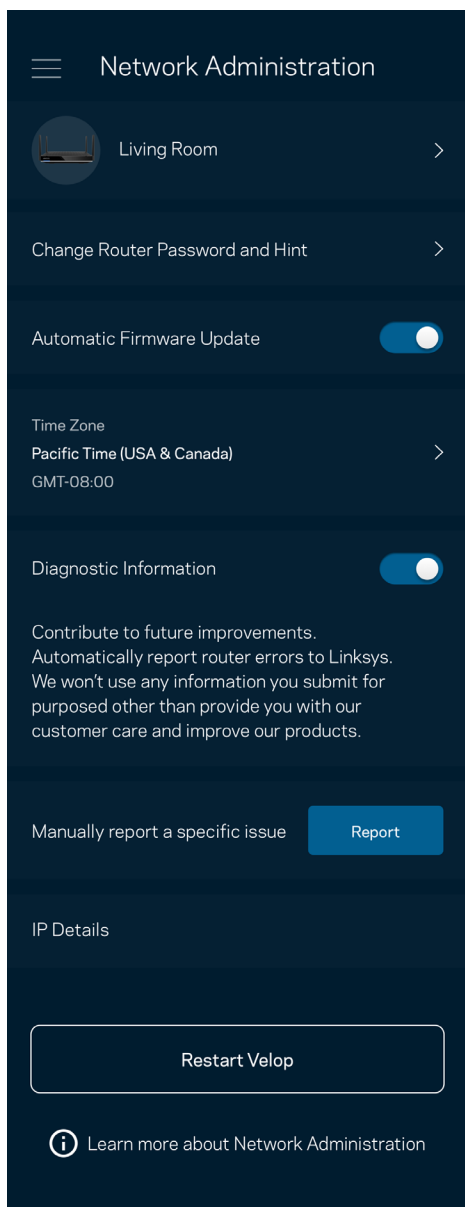 Network Administration
Living Room
Change Router Password and Hint
Automatic Firmware Update
Time Zone
Pacific Time (USA & Canada)
GMT-08:00
Diagnostic Information
Contribute to future improvements.
Automatically report router errors to Linksys.
We won't use any information you submit for
purposed other than provide you with our
customer care and improve our products.
Manually report a specific issue
Report
IP Details
Restart Velop
Learn more about Network Administration